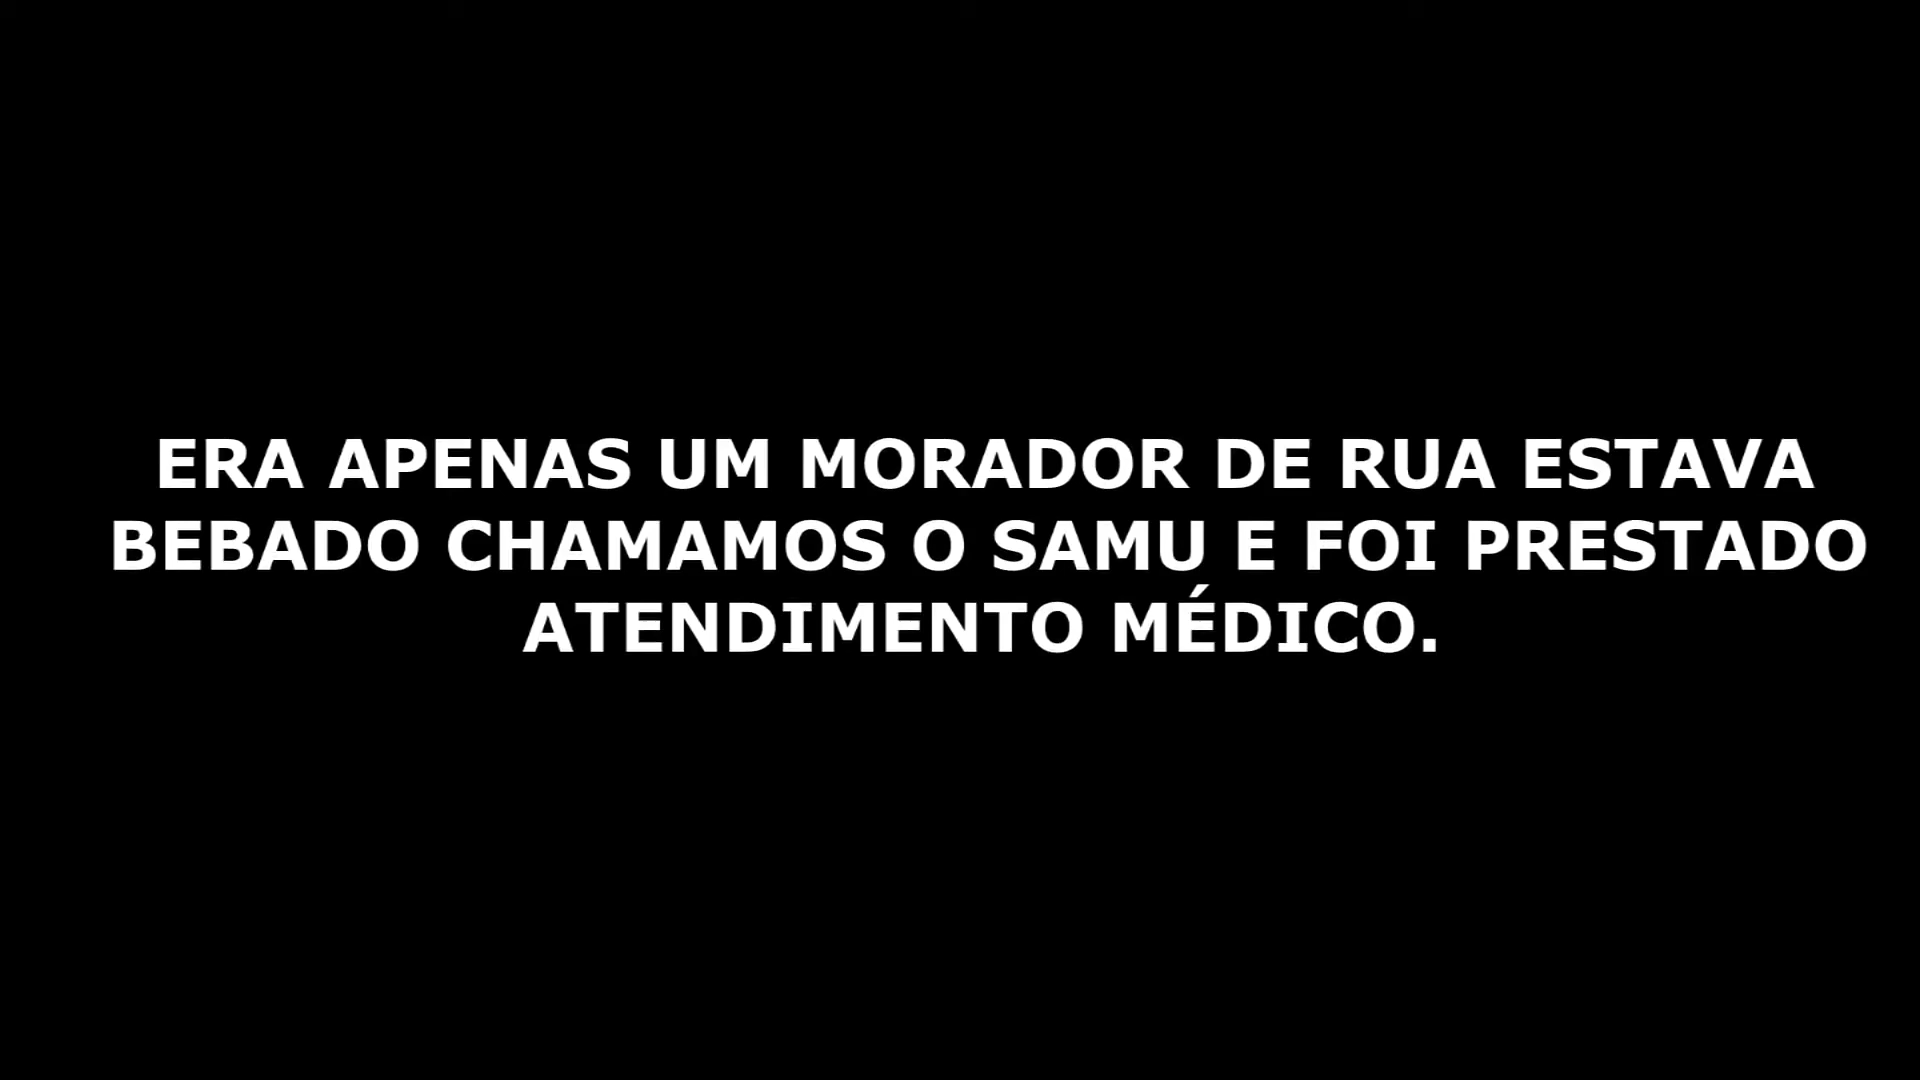 ERA APENAS UM MORADOR DE RUA ESTAVA
BEBADO CHAMAMOS O SAMU E FOI PRESTADO
ATENDIMENTO MÉDICO.